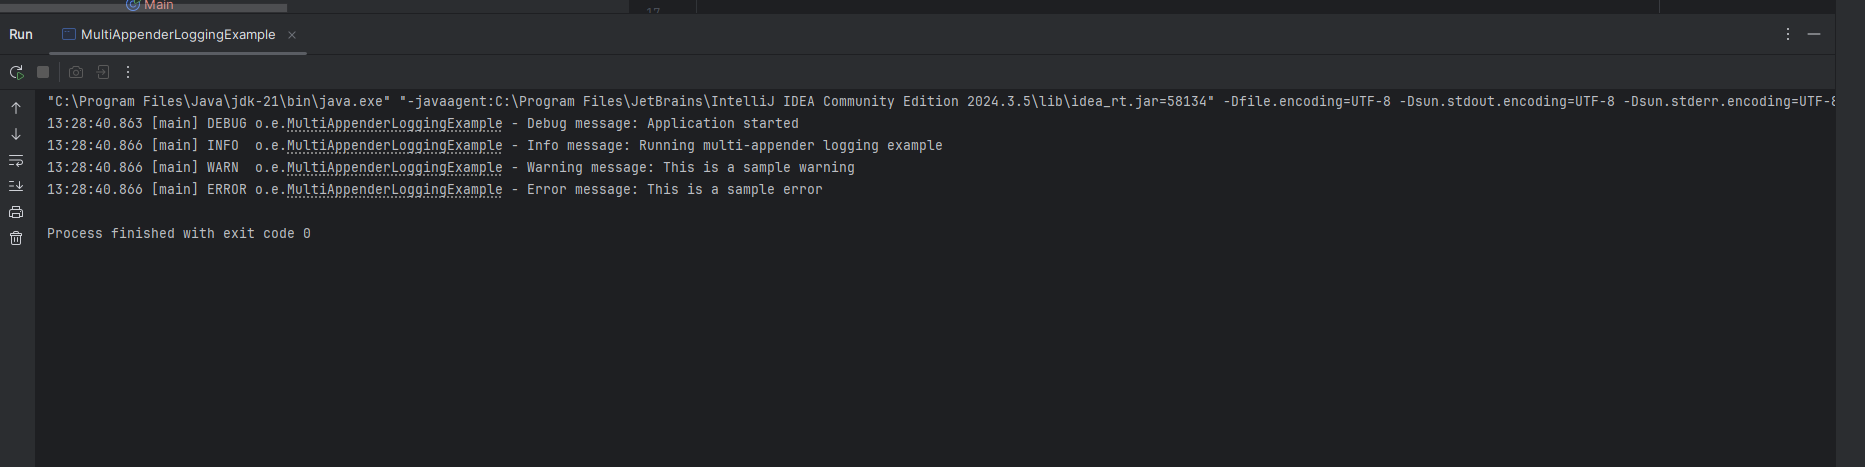 Main
17
Run
MultiAppenderLoggingExample
"C:\Program Files\Java\jdk-21\bin\java.exe" "-javaagent:C:\Program Files\JetBrains\IntelliJ IDEA Community Edition 2024.3.5\lib\idea_rt.jar=58134" -Dfile.encoding=UTF-8 -Dsun.stdout.encoding=UTF-8 -Dsun.stderr.encoding=UTF-8
13:28:40.863 [main] DEBUG o.e.MultiAppenderLoggingExample - Debug message: Application started
13:28:40.866 [main] INFO  o.e.MultiAppenderLoggingExample - Info message: Running multi-appender logging example
13:28:40.866 [main] WARN  o.e.MultiAppenderLoggingExample - Warning message: This is a sample warning
13:28:40.866 [main] ERROR o.e.MultiAppenderLoggingExample - Error message: This is a sample error
Process finished with exit code 0